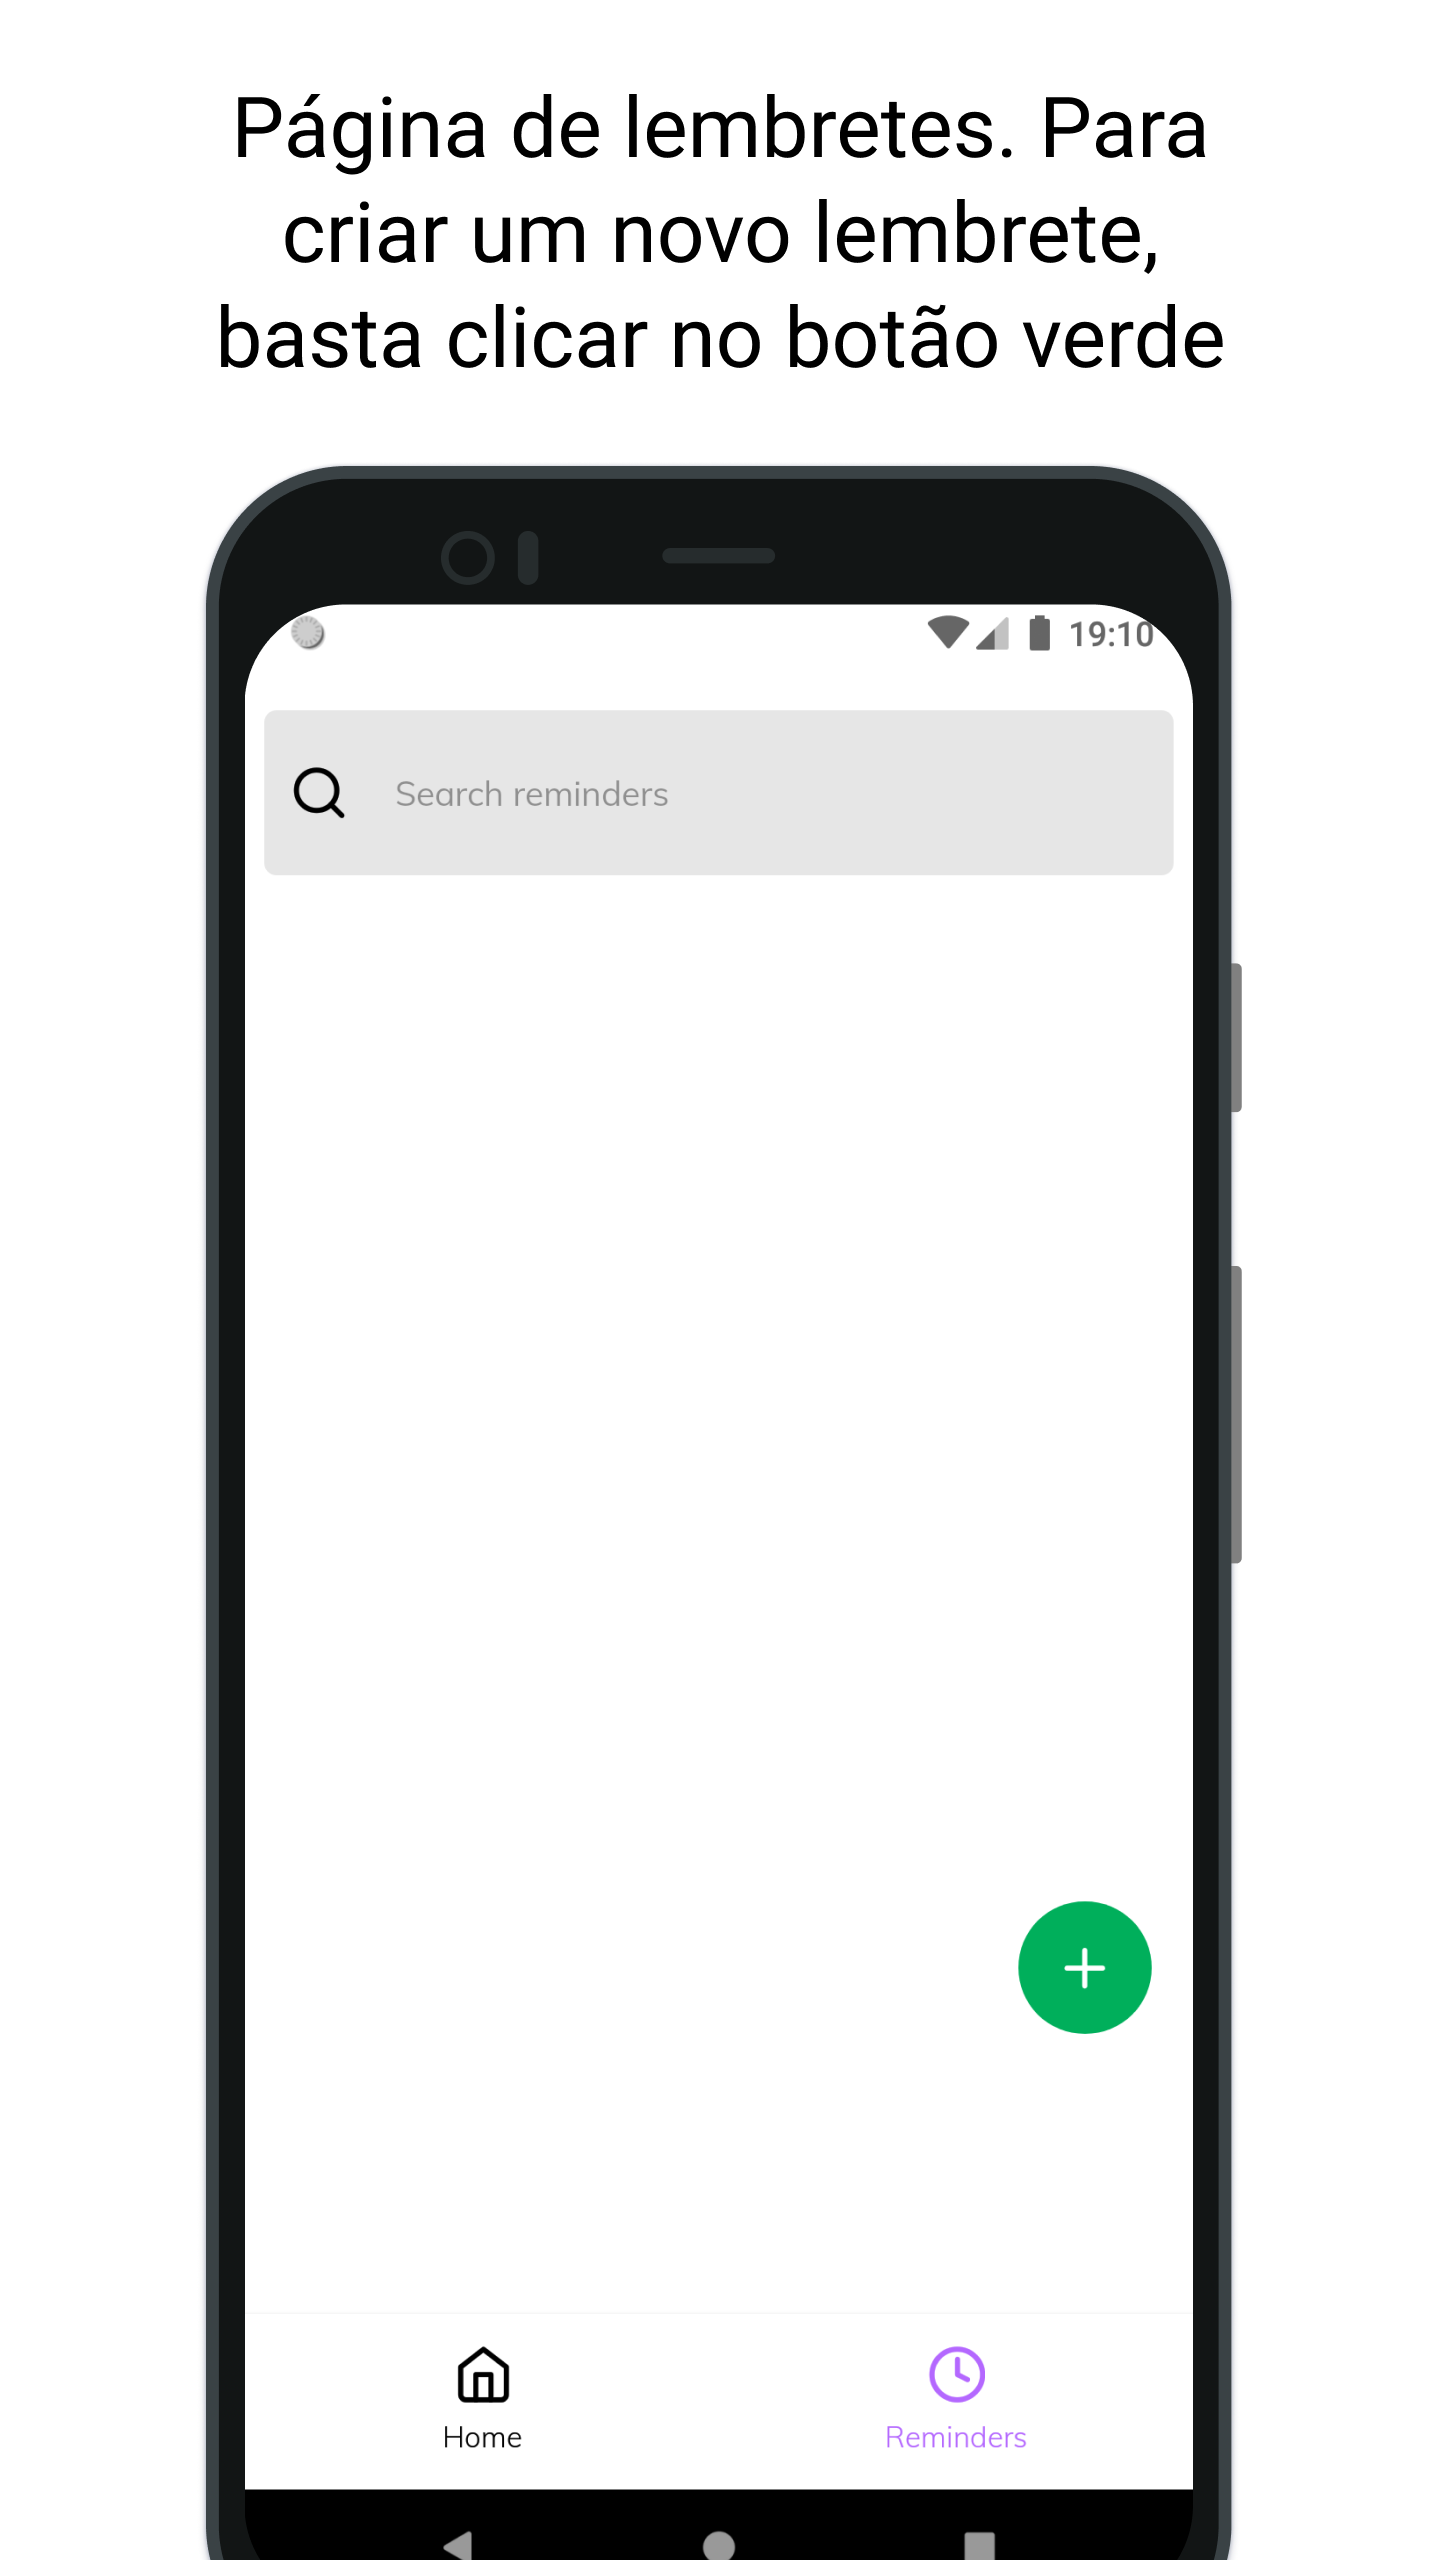 Página de lembretes. Para
criar um novo lembrete,
basta clicar no botão verde
19:10
Search reminders
Home
Reminders